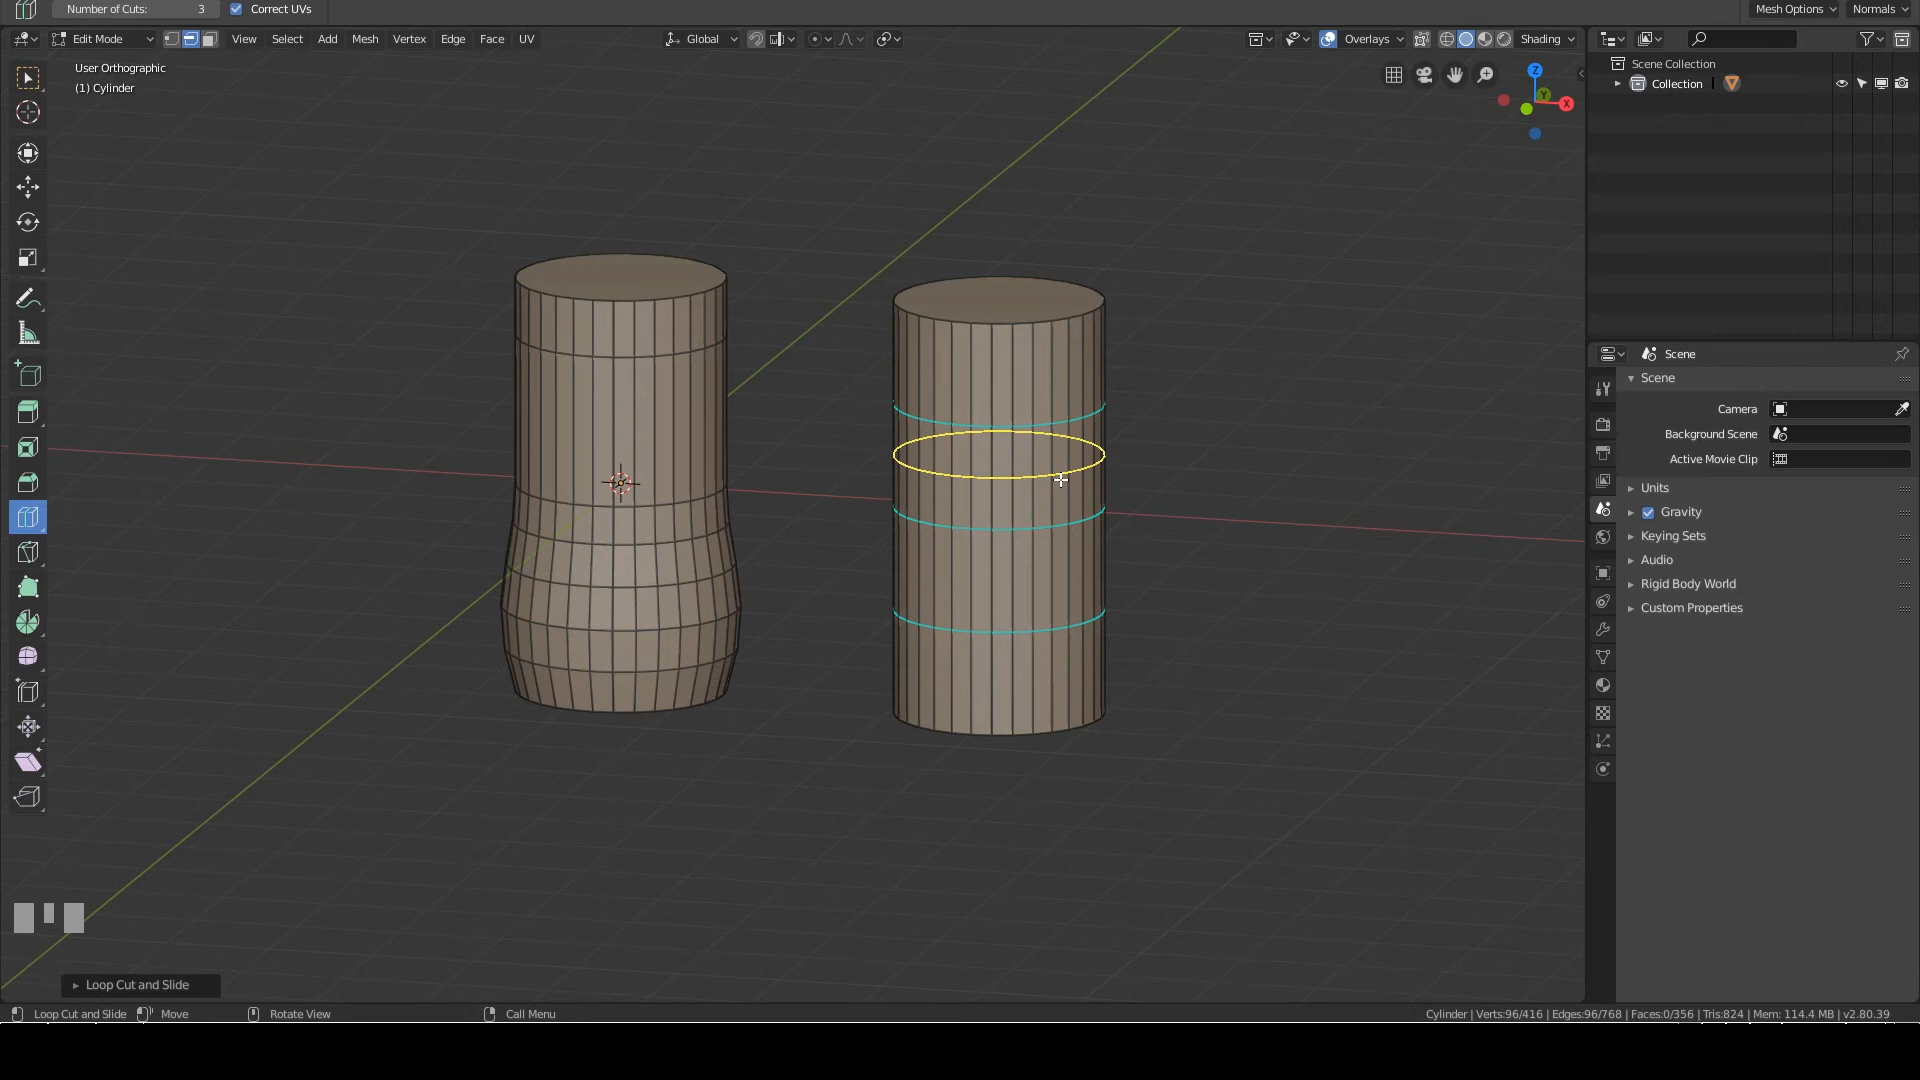 Number of Cuts: 3 Correct UVs Mesh Options Normals
Edit Mode View Select Add Mesh Vertex Edge Face UV Global Overlays Shading
User Orthographic
(1) Cylinder
Z
Y
X
Scene Collection
Collection
Scene
Scene
Camera
Background Scene
Active Movie Clip
Units
Gravity
Keying Sets
Audio
Rigid Body World
Custom Properties
Loop Cut and Slide
Loop Cut and Slide Move Rotate View Call Menu Cylinder | Verts:96/416 | Edges:96/768 | Faces:0/356 | Tris:824 | Mem: 114.4 MB | v2.80.39